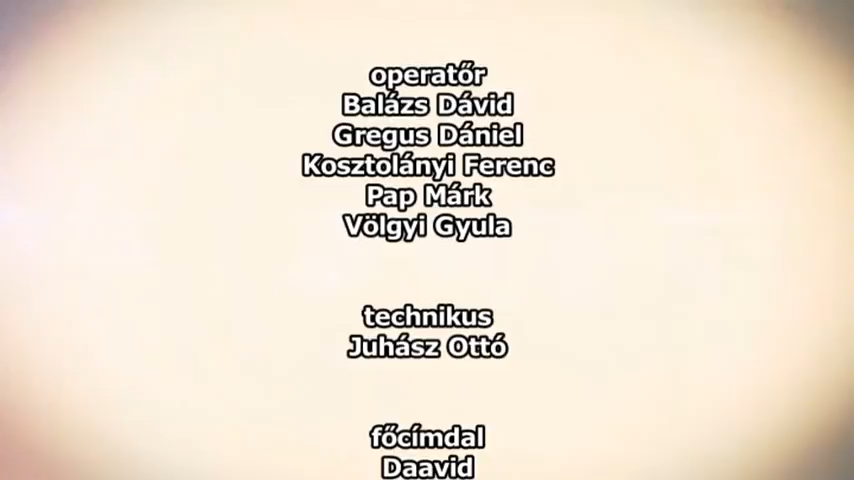 operatőr
Balázs Dávid
Gregus Dániel
Kosztolányi Ferenc
Pap Márk
Völgyi Gyula
technikus
Juhász Ottó
főcímdal
Daavid